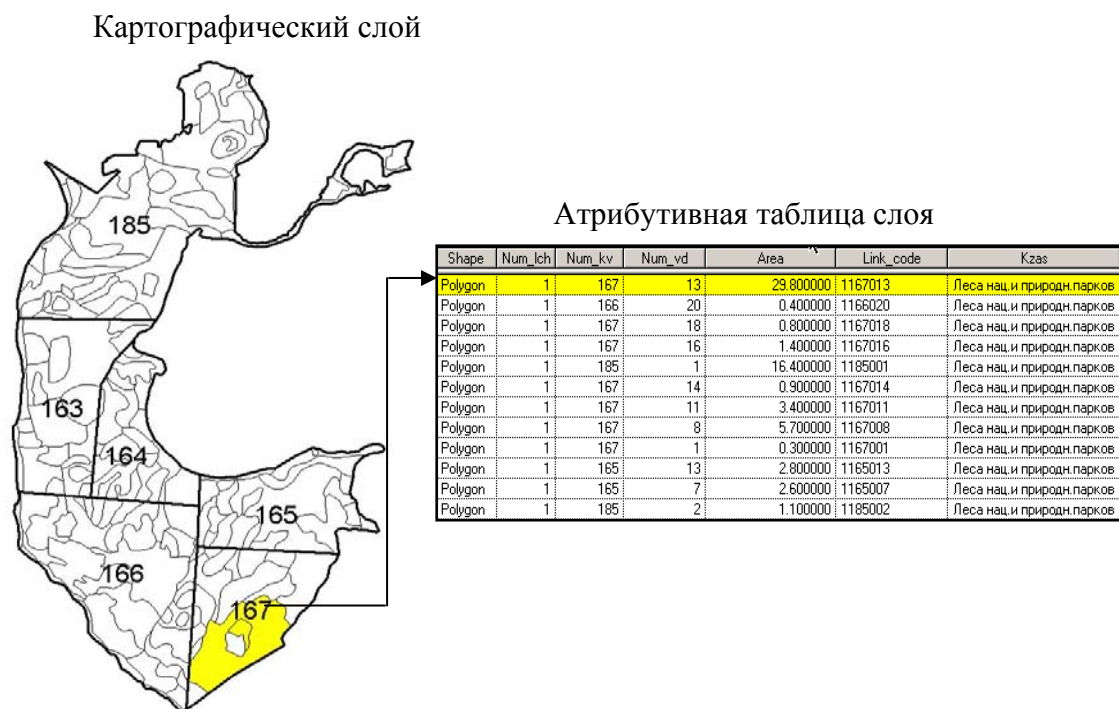 Картографический слой
185
163
164
165
166
167
Атрибутивная таблица слоя
Shape Num_lch Num_kv Num_vd Area Link_code Kzas
Polygon 1 167 13 29.800000 1167013 Леса нац.и природн.парков
Polygon 1 166 20 0.400000 1166020 Леса нац.и природн.парков
Polygon 1 167 18 0.800000 1167018 Леса нац.и природн.парков
Polygon 1 167 16 1.400000 1167016 Леса нац.и природн.парков
Polygon 1 185 1 16.400000 1185001 Леса нац.и природн.парков
Polygon 1 167 14 0.900000 1167014 Леса нац.и природн.парков
Polygon 1 167 11 3.400000 1167011 Леса нац.и природн.парков
Polygon 1 167 8 5.700000 1167008 Леса нац.и природн.парков
Polygon 1 167 1 0.300000 1167001 Леса нац.и природн.парков
Polygon 1 165 13 2.800000 1165013 Леса нац.и природн.парков
Polygon 1 165 7 2.600000 1165007 Леса нац.и природн.парков
Polygon 1 185 2 1.100000 1185002 Леса нац.и природн.парков